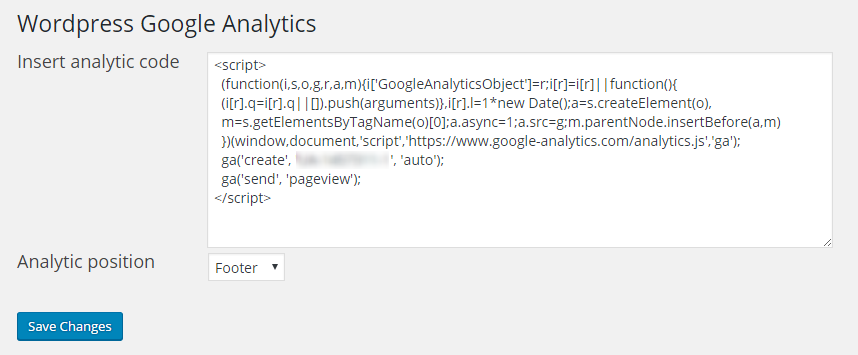 Wordpress Google Analytics
Insert analytic code
<script>
(function(i,s,o,g,r,a,m){i['GoogleAnalyticsObject']=r;i[r]=i[r]||function(){
(i[r].q=i[r].q||[]).push(arguments)},i[r].l=1*new Date();a=s.createElement(o),
m=s.getElementsByTagName(o)[0];a.async=1;a.src=g;m.parentNode.insertBefore(a,m)
})(window,document,'script','https://www.google-analytics.com/analytics.js','ga');
ga('create', ', 'auto');
ga('send', 'pageview');
</script>
Analytic position
Footer
Save Changes